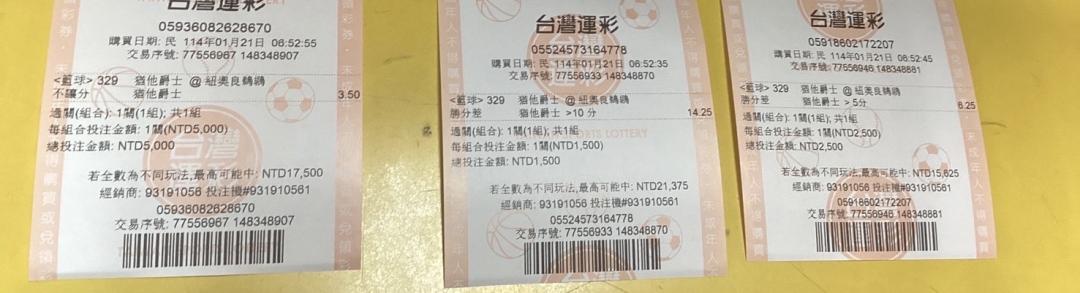 台灣運彩
05936082628670
購買日期: 民 114年01月21日 06:52:55
交易序號: 77556967 148348907
<籃球> 329 猶他爵士 @ 紐奧良鵜鶘
不讓分 猶他爵士 3.50
過關(組合): 1關(1組); 共1組
每組合投注金額: 1關(NTD5,000)
總投注金額: NTD5,000
若全數為不同玩法,最高可能中: NTD17,500
經銷商: 93191056 投注機#931910561
05936082628670
交易序號: 77556967 148348907
台灣運彩
05524573164778
購買日期: 民 114年01月21日 06:52:35
交易序號: 77556933 148348870
<籃球> 329 猶他爵士 @ 紐奧良鵜鶘
勝分差 猶他爵士 >10 分 14.25
過關(組合): 1關(1組); 共1組
每組合投注金額: 1關(NTD1,500)
總投注金額: NTD1,500
若全數為不同玩法,最高可能中: NTD21,375
經銷商: 93191056 投注機#931910561
05524573164778
交易序號: 77556933 148348870
台灣運彩
05918602172207
購買日期: 民 114年01月21日 06:52:45
交易序號: 77556946 148348881
<籃球> 329 猶他爵士 @ 紐奧良鵜鶘
勝分差 猶他爵士 > 5分 6.25
過關(組合): 1關(1組); 共1組
每組合投注金額: 1關(NTD2,500)
總投注金額: NTD2,500
若全數為不同玩法,最高可能中: NTD15,625
經銷商: 93191056 投注機#931910561
05918602172207
交易序號: 77556946 148348881